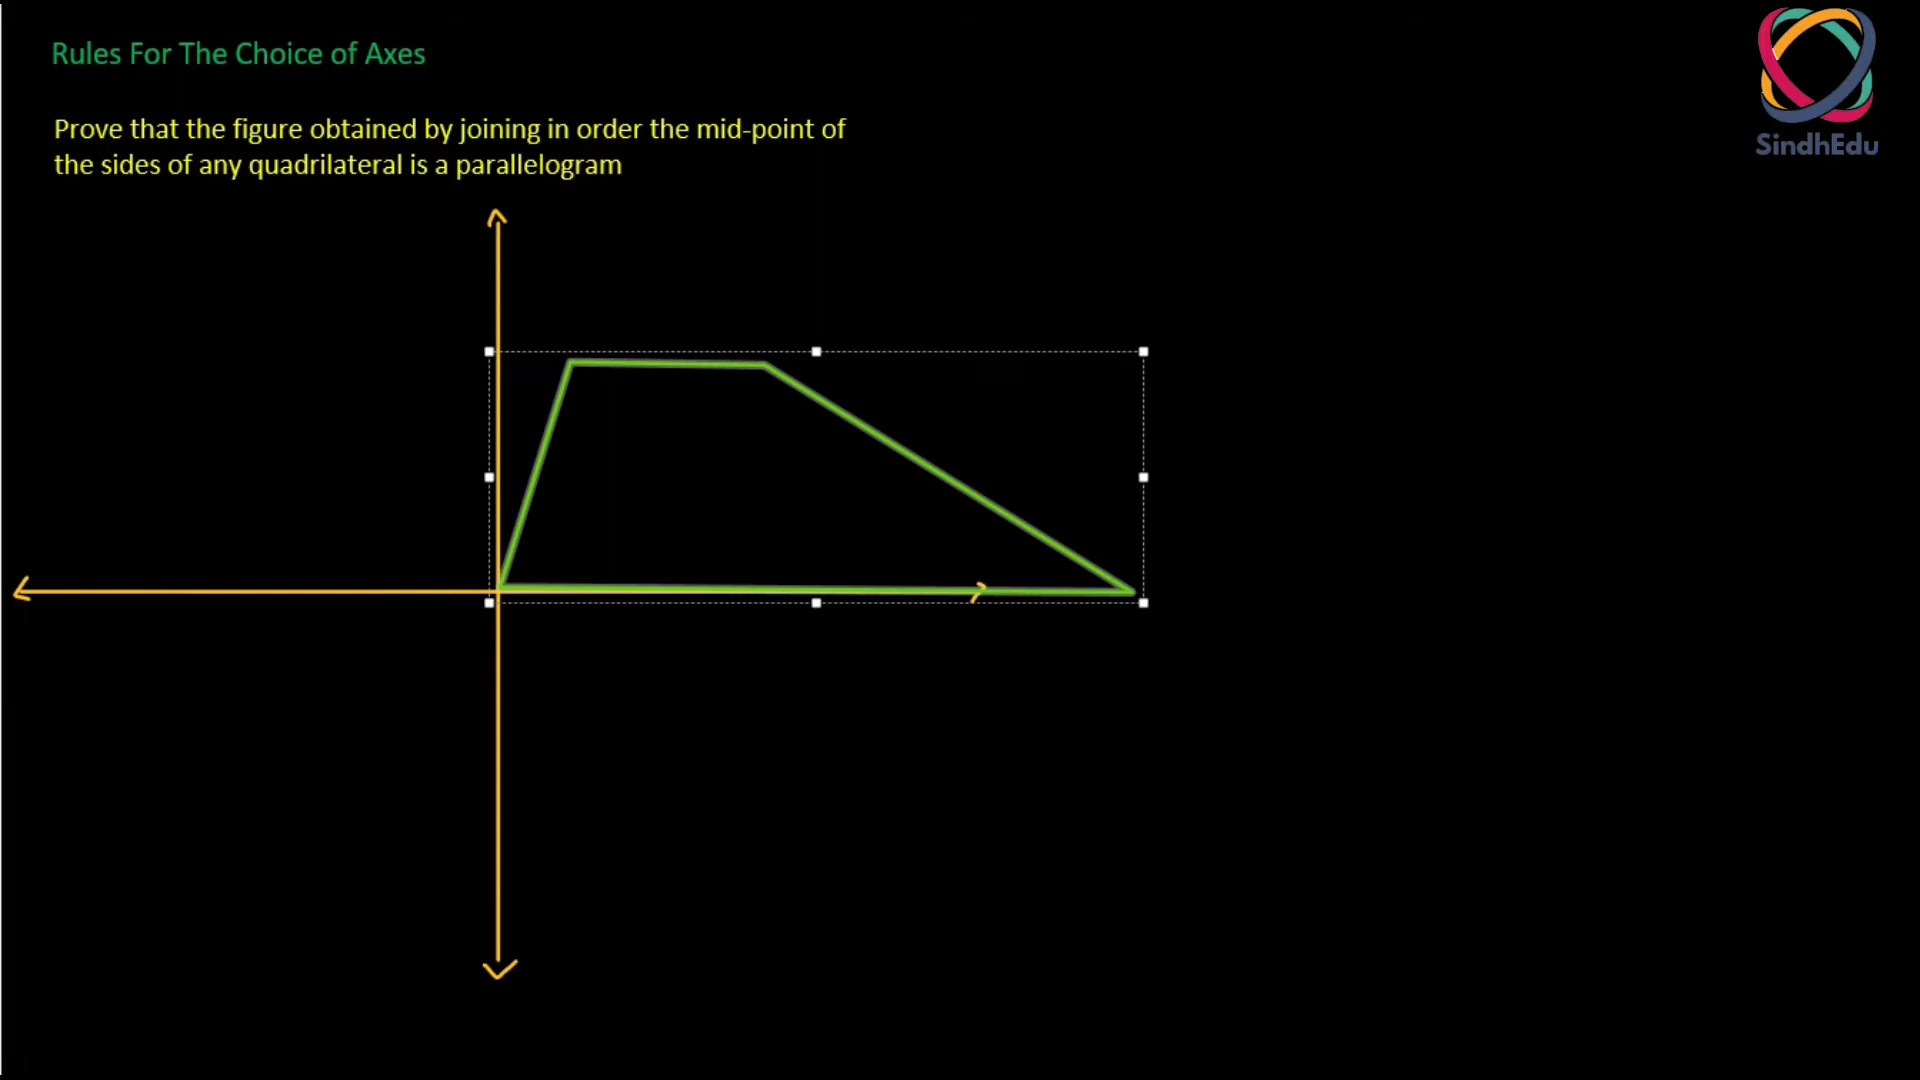 Rules For The Choice of Axes
Prove that the figure obtained by joining in order the mid-point of
the sides of any quadrilateral is a parallelogram
SindhEdu